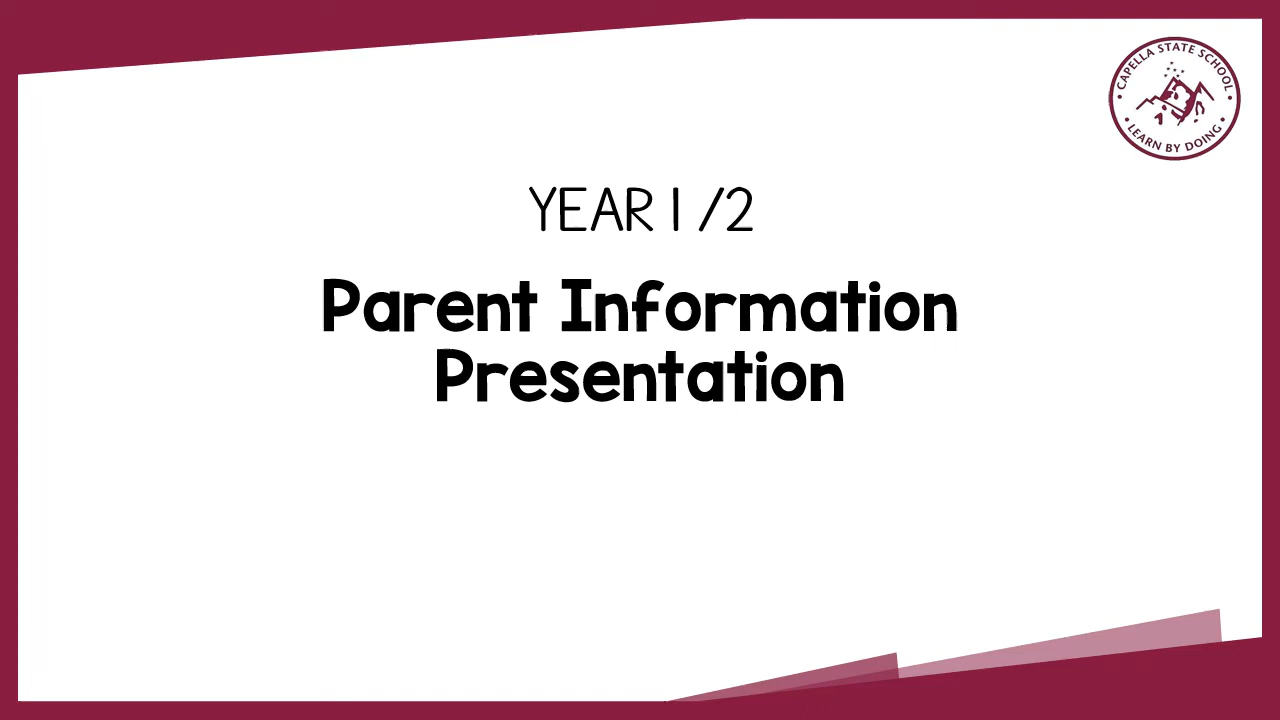 CAPELLA STATE SCHOOL
• LEARN BY DOING •
YEAR 1 /2
Parent Information
Presentation